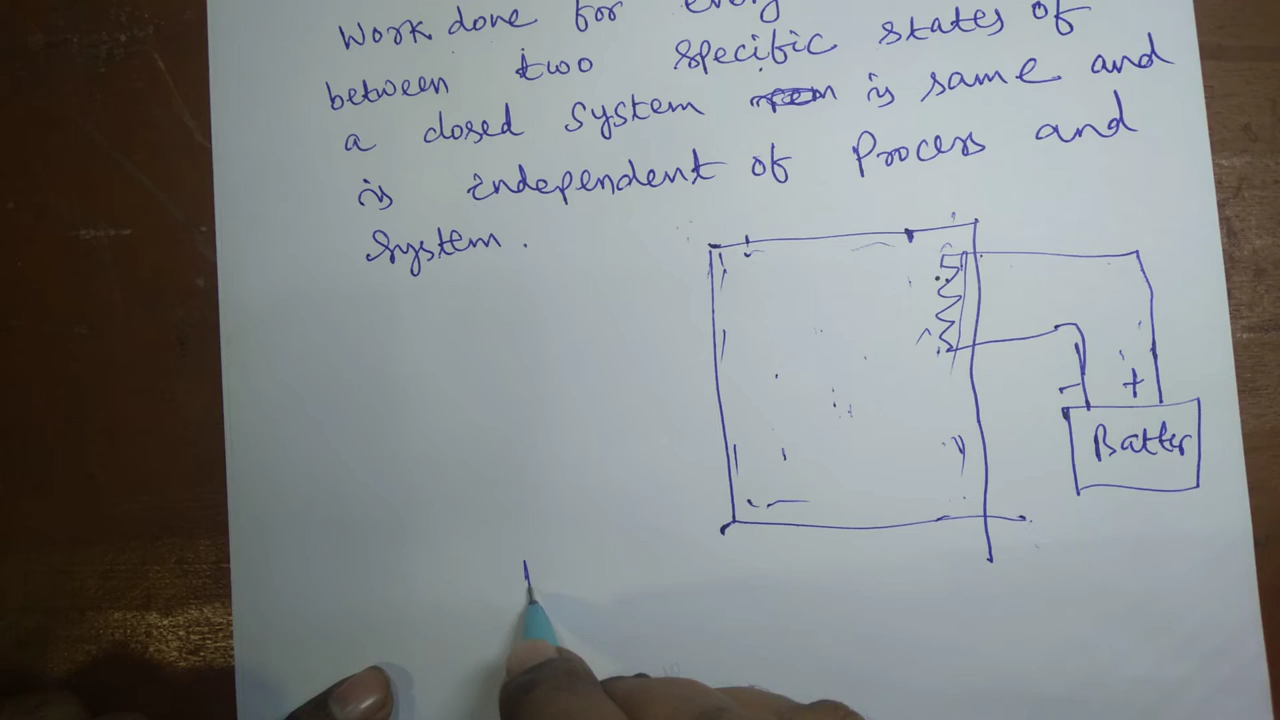 Work done for every
between two specific states of
a closed system is same and
is independent of Process and
System.
- +
Batter